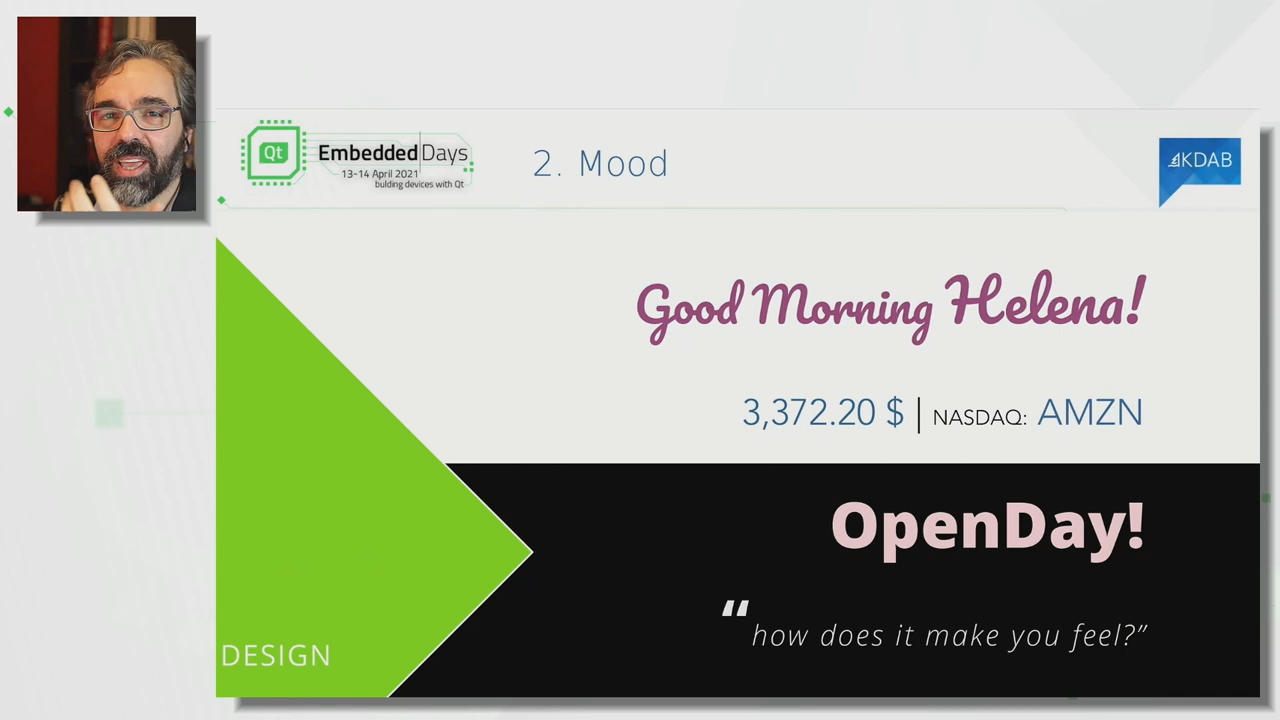 Qt
Embedded Days
13-14 April 2021
bulding devices with Qt
2. Mood
KDAB
Good Morning Helena!
3,372.20 $ | NASDAQ: AMZN
OpenDay!
“how does it make you feel?”
DESIGN